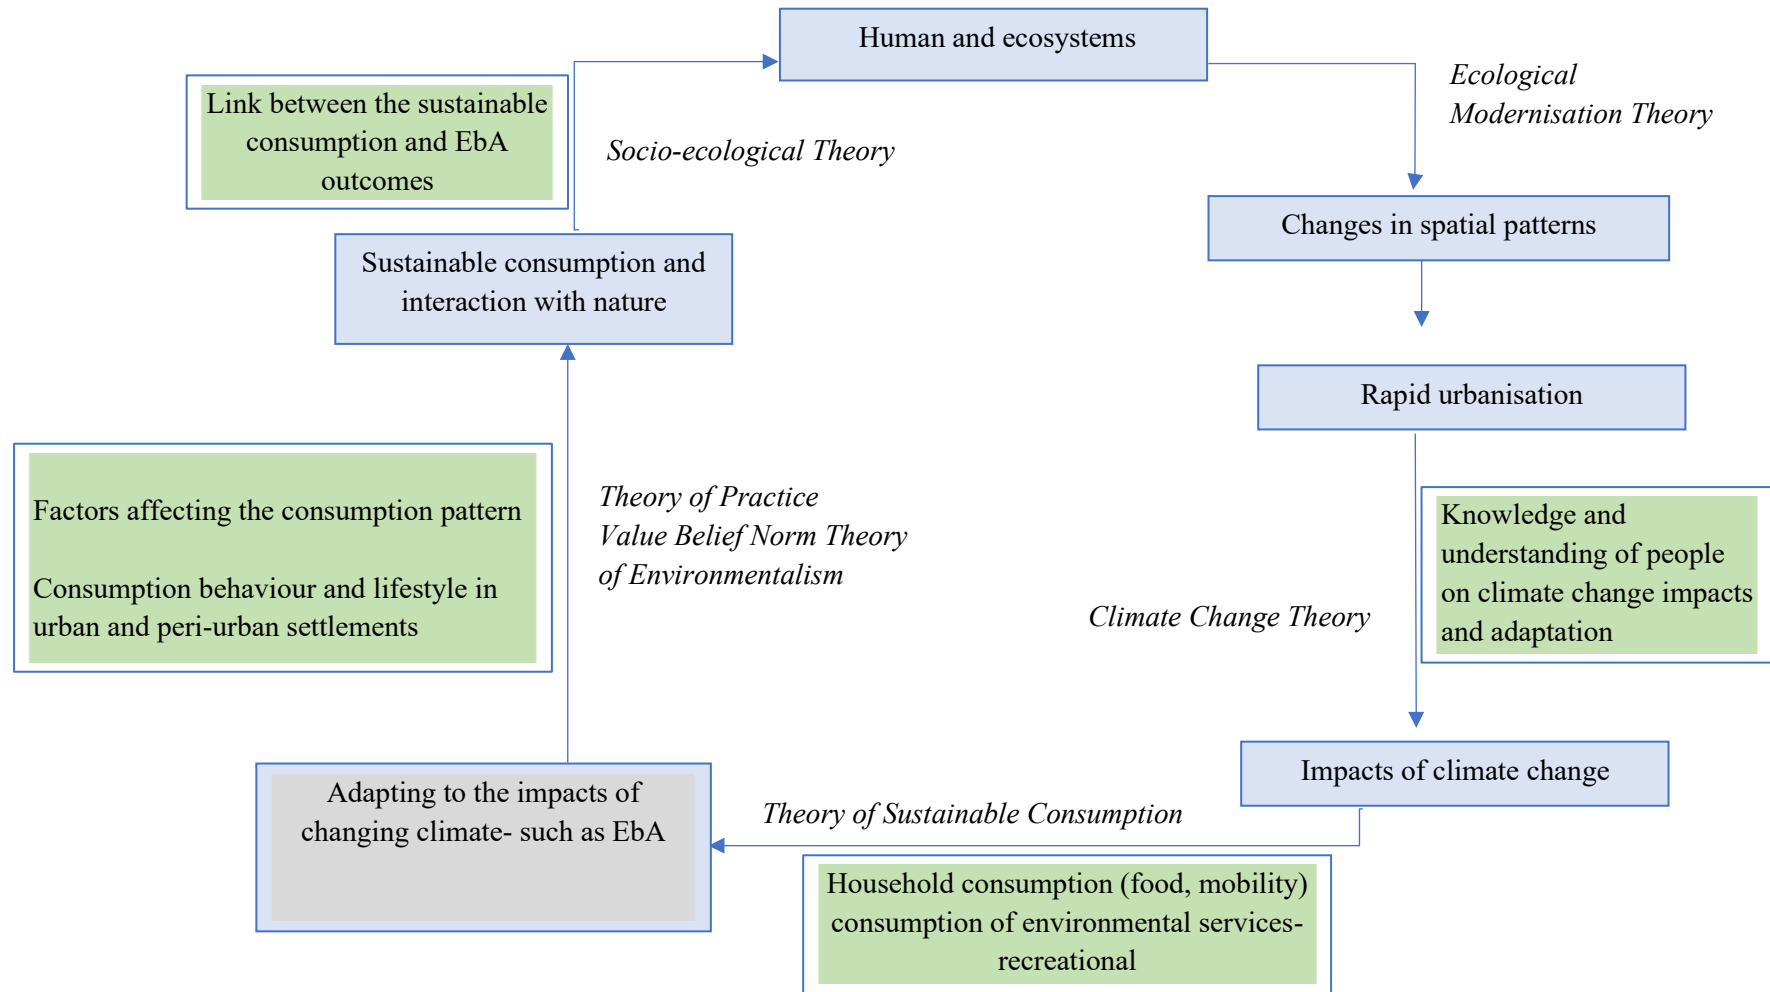 Human and ecosystems
Ecological
Modernisation Theory
Link between the sustainable
consumption and EbA
outcomes
Socio-ecological Theory
Changes in spatial patterns
Sustainable consumption and
interaction with nature
Rapid urbanisation
Factors affecting the consumption pattern
Consumption behaviour and lifestyle in
urban and peri-urban settlements
Theory of Practice
Value Belief Norm Theory
of Environmentalism
Climate Change Theory
Knowledge and
understanding of people
on climate change impacts
and adaptation
Impacts of climate change
Adapting to the impacts of
changing climate- such as EbA
Theory of Sustainable Consumption
Household consumption (food, mobility)
consumption of environmental services-
recreational